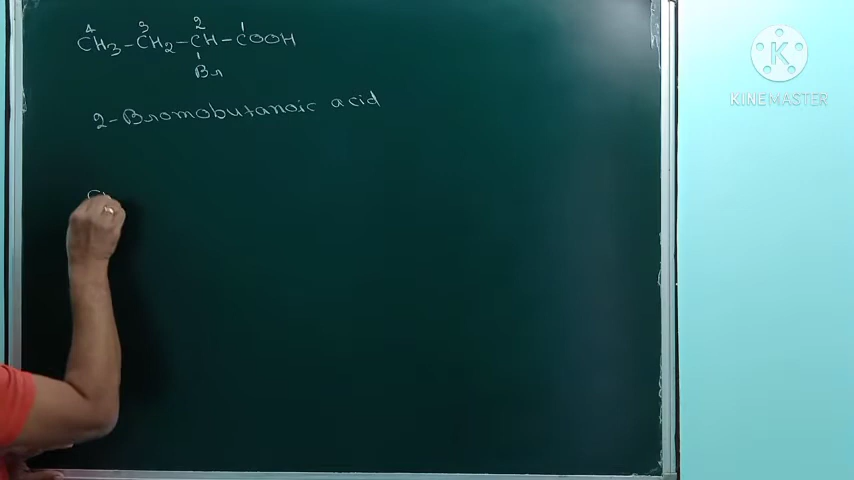 4 3 2 1
CH3-CH2-CH-COOH
Br
2-Bromobutanoic acid
C
K
KINEMASTER